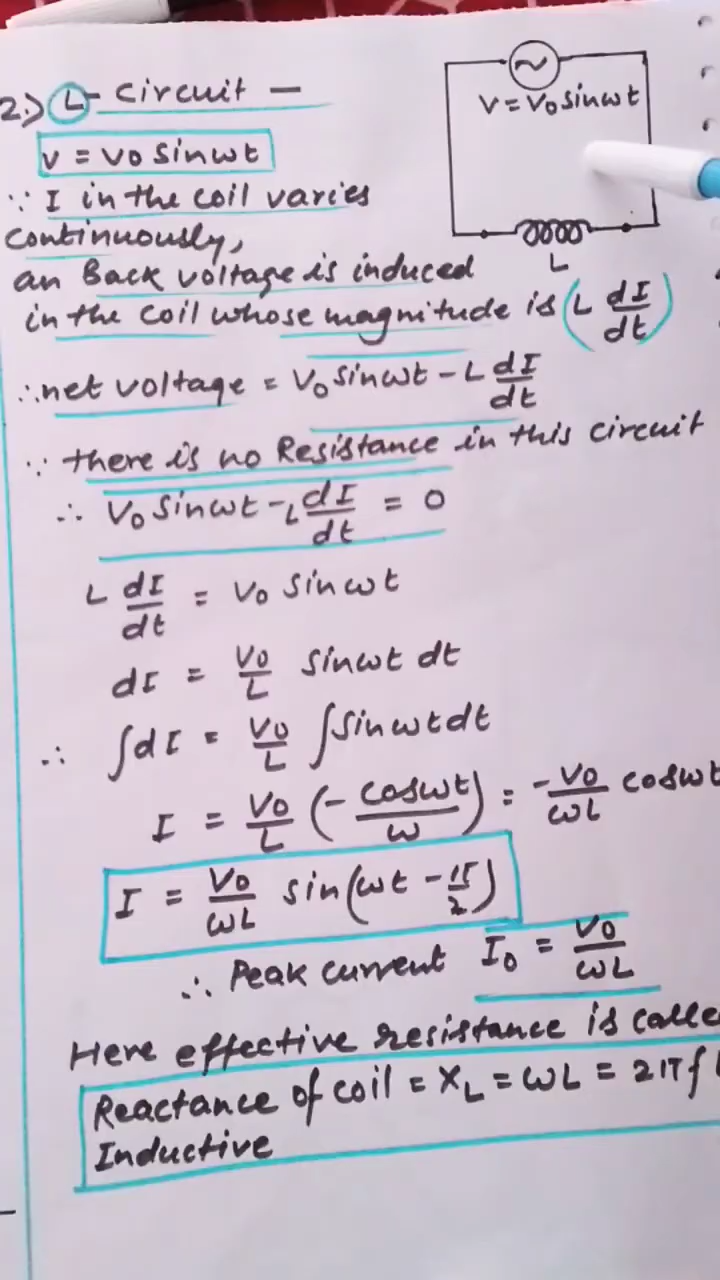 2.) L- Circuit –
V = V0 sinωt
V = V0 sinωt
∵ I in the coil varies
continuously,
L
an Back voltage is induced
in the coil whose magnitude is (L dI/dt)
∴ net voltage = V0 sinωt - L dI/dt
∵ there is no Resistance in this circuit
∴ V0 sinωt - L dI/dt = 0
L dI/dt = V0 sinωt
dI = V0/L sinωt dt
∴ ∫dI = V0/L ∫sinωtdt
I = V0/L (- cosωt/ω) = -V0/ωL cosωt
I = V0/ωL sin(ωt - π/2)
∴ Peak current I0 = V0/ωL
Here effective resistance is calle
Reactance of coil = XL = ωL = 2πf
Inductive